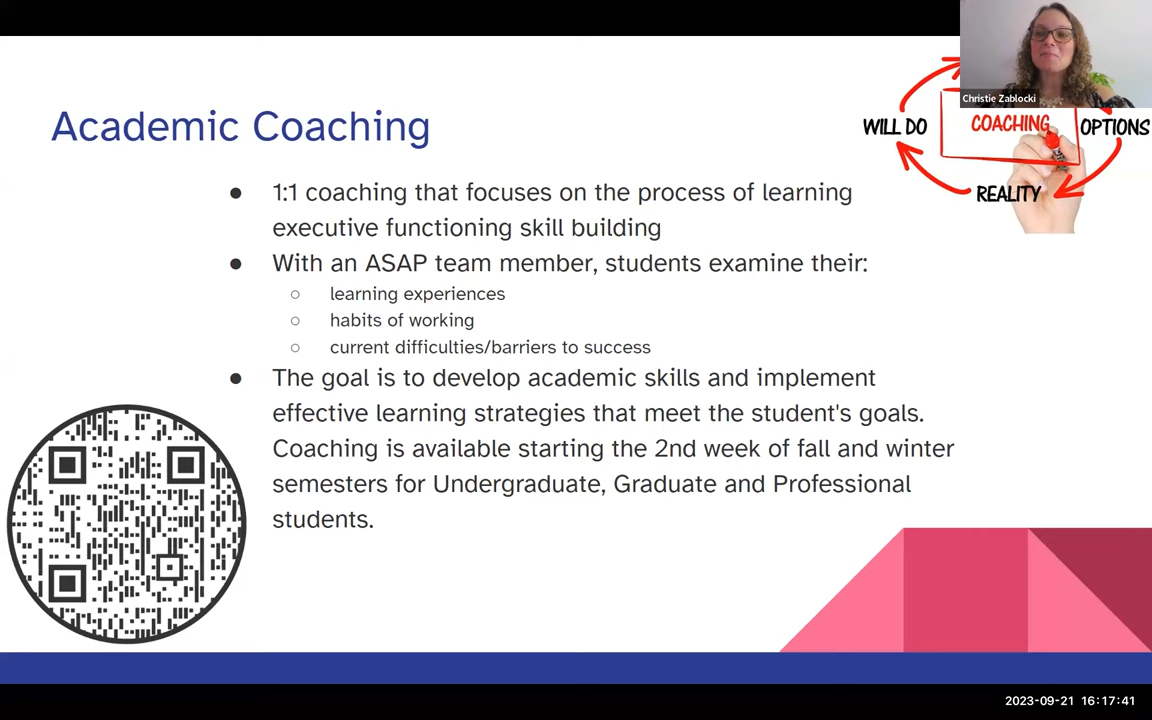 Christie Zablocki
Academic Coaching
WILL DO
COACHING
OPTIONS
REALITY
● 1:1 coaching that focuses on the process of learning
executive functioning skill building
● With an ASAP team member, students examine their:
○ learning experiences
○ habits of working
○ current difficulties/barriers to success
● The goal is to develop academic skills and implement
effective learning strategies that meet the student's goals.
Coaching is available starting the 2nd week of fall and winter
semesters for Undergraduate, Graduate and Professional
students.
2023-09-21 16:17:41